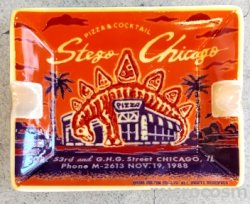 PIZZA & COCKTAIL
Stego Chicago
PIZZA
53rd and G.H.G. Street CHICAGO, IL
Phone M-2613 NOV. 19, 1988